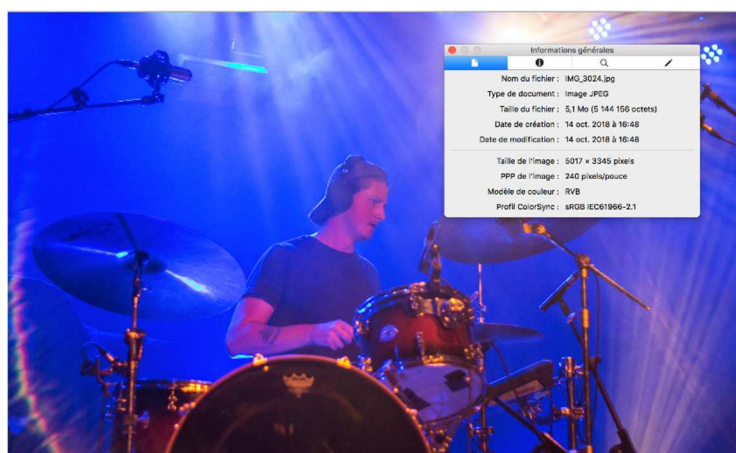 Informations générales
Nom du fichier : IMG_3024.jpg
Type de document : Image JPEG
Taille du fichier : 5,1 Mo (5 144 156 octets)
Date de création : 14 oct. 2018 à 16:48
Date de modification : 14 oct. 2018 à 16:48
Taille de l'image : 5017 × 3345 pixels
PPP de l'image : 240 pixels/pouce
Modèle de couleur : RVB
Profil ColorSync : sRGB IEC61966-2.1
REMO